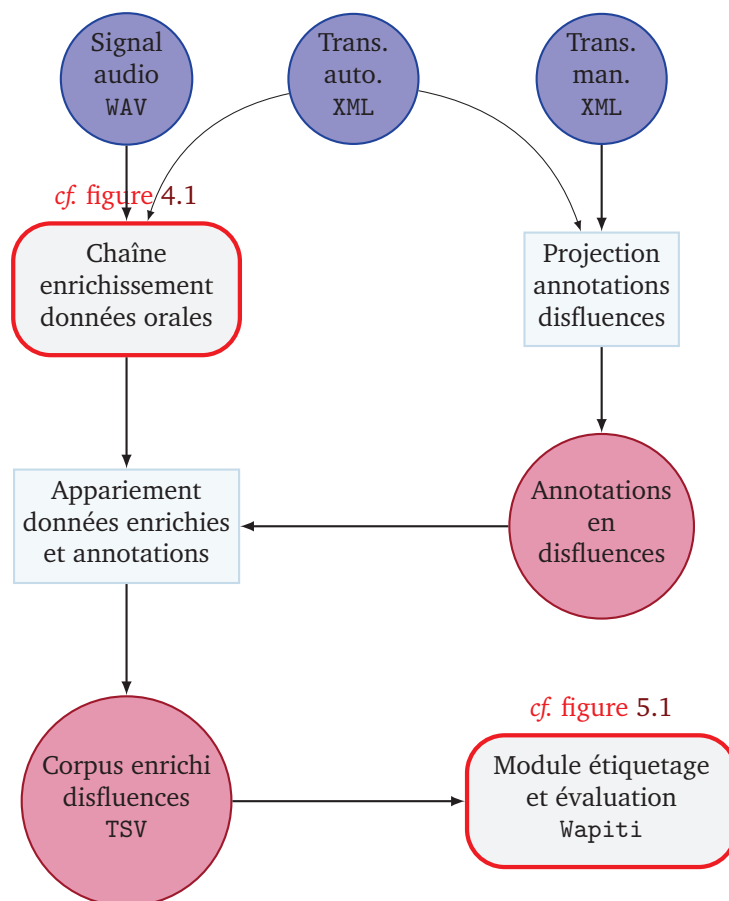 Signal
audio
WAV
Trans.
auto.
XML
Trans.
man.
XML
cf. figure 4.1
Chaîne
enrichissement
données orales
Projection
annotations
disfluences
Appariement
données enrichies
et annotations
Annotations
en
disfluences
Corpus enrichi
disfluences
TSV
cf. figure 5.1
Module étiquetage
et évaluation
Wapiti